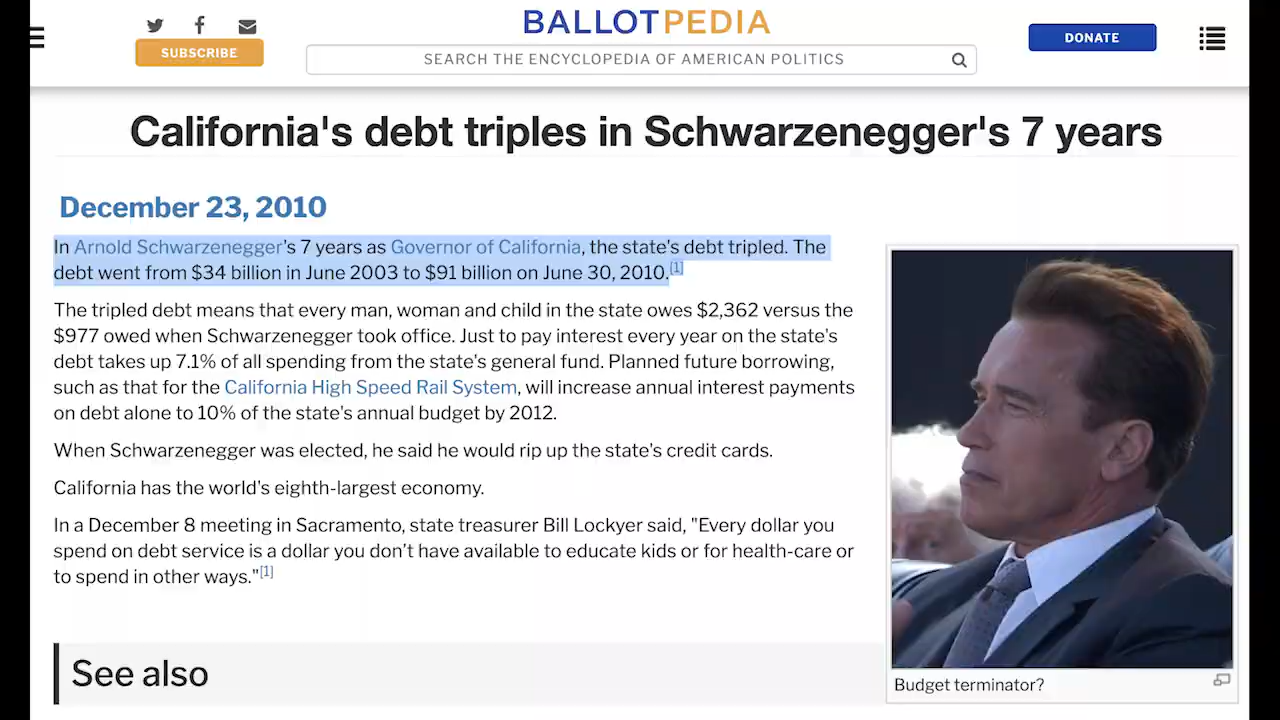 BALLOTPEDIA
SUBSCRIBE
SEARCH THE ENCYCLOPEDIA OF AMERICAN POLITICS
DONATE
California's debt triples in Schwarzenegger's 7 years
December 23, 2010
In Arnold Schwarzenegger's 7 years as Governor of California, the state's debt tripled. The
debt went from $34 billion in June 2003 to $91 billion on June 30, 2010.[1]
The tripled debt means that every man, woman and child in the state owes $2,362 versus the
$977 owed when Schwarzenegger took office. Just to pay interest every year on the state's
debt takes up 7.1% of all spending from the state's general fund. Planned future borrowing,
such as that for the California High Speed Rail System, will increase annual interest payments
on debt alone to 10% of the state's annual budget by 2012.
When Schwarzenegger was elected, he said he would rip up the state's credit cards.
California has the world's eighth-largest economy.
In a December 8 meeting in Sacramento, state treasurer Bill Lockyer said, "Every dollar you
spend on debt service is a dollar you don't have available to educate kids or for health-care or
to spend in other ways."[1]
Budget terminator?
See also